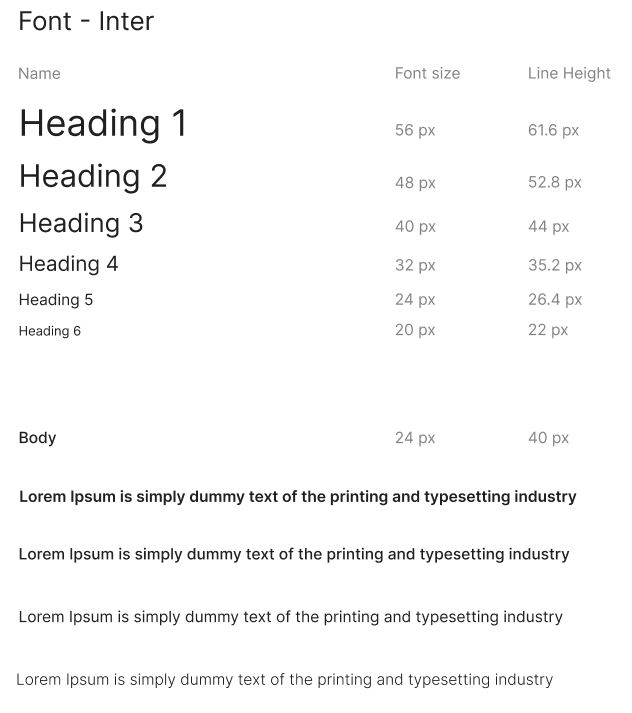 Font - Inter
Name Font size Line Height
Heading 1 56 px 61.6 px
Heading 2 48 px 52.8 px
Heading 3 40 px 44 px
Heading 4 32 px 35.2 px
Heading 5 24 px 26.4 px
Heading 6 20 px 22 px
Body 24 px 40 px
Lorem Ipsum is simply dummy text of the printing and typesetting industry
Lorem Ipsum is simply dummy text of the printing and typesetting industry
Lorem Ipsum is simply dummy text of the printing and typesetting industry
Lorem Ipsum is simply dummy text of the printing and typesetting industry